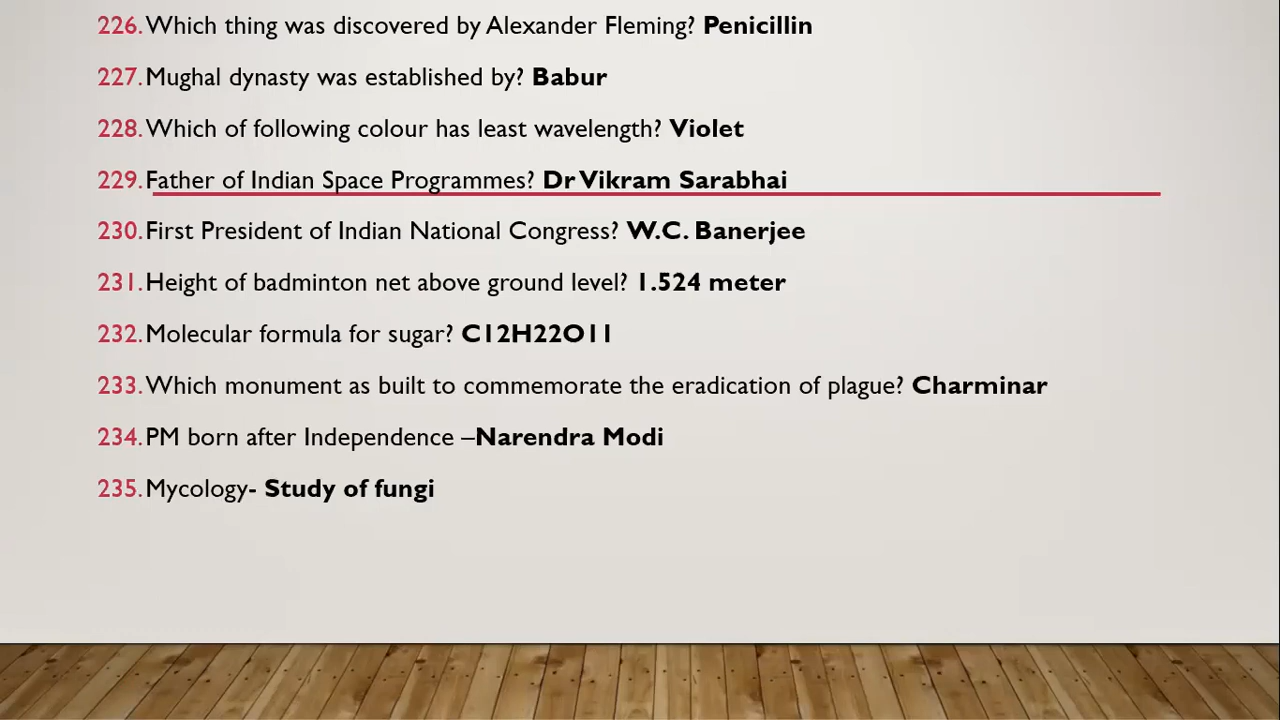 226. Which thing was discovered by Alexander Fleming? Penicillin
227. Mughal dynasty was established by? Babur
228. Which of following colour has least wavelength? Violet
229. Father of Indian Space Programmes? Dr Vikram Sarabhai
230. First President of Indian National Congress? W.C. Banerjee
231. Height of badminton net above ground level? 1.524 meter
232. Molecular formula for sugar? C12H22O11
233. Which monument as built to commemorate the eradication of plague? Charminar
234. PM born after Independence –Narendra Modi
235. Mycology- Study of fungi